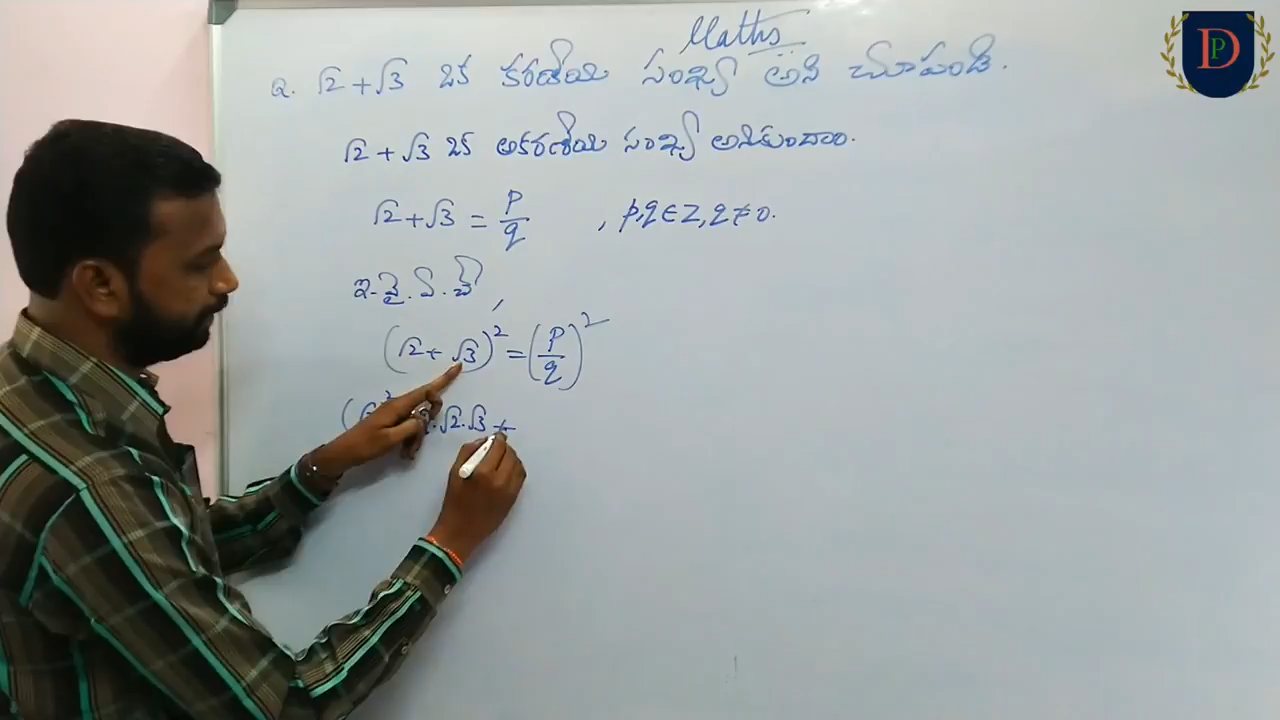 Maths
2. √2 + √3 ఒక కరణీయ సంఖ్య అని చూపండి.
√2 + √3 ఒక అకరణీయ సంఖ్య అనుకుందాం.
√2 + √3 = p/q , p,q ∈ Z, q ≠ 0.
ఇ.వై.వి.చే,
(√2 + √3)² = (p/q)²
.√2.√3 +
DP